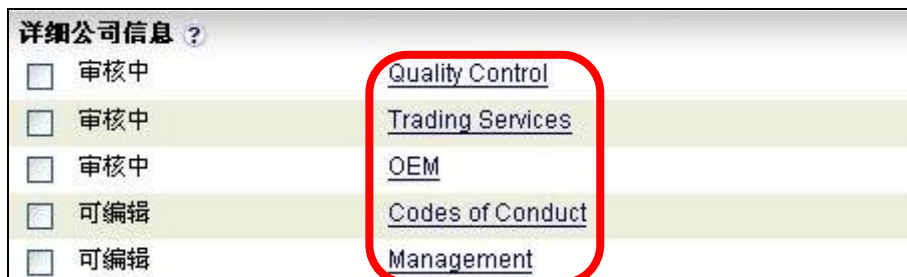 详细公司信息 ?
审核中 Quality Control
审核中 Trading Services
审核中 OEM
可编辑 Codes of Conduct
可编辑 Management